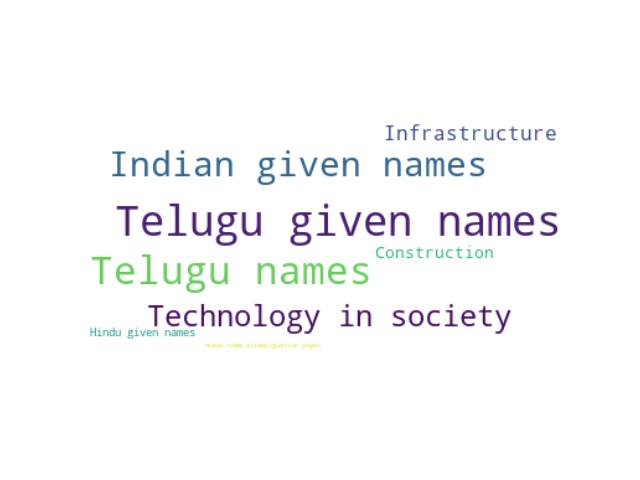 Infrastructure
Indian given names
Telugu given names
Construction
Telugu names
Technology in society
Hindu given names
Human name disambiguation pages